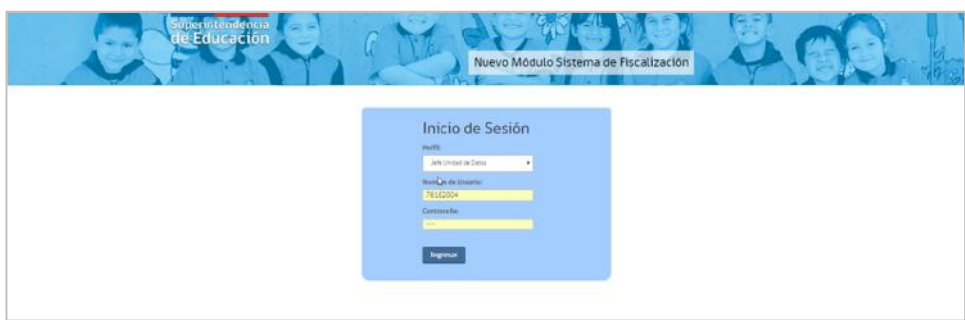 Superintendencia
de Educación
Nuevo Módulo Sistema de Fiscalización
Inicio de Sesión
Perfil:
Jefe Unidad de Datos
Nombre de Usuario:
76162004
Contraseña:
Ingresar